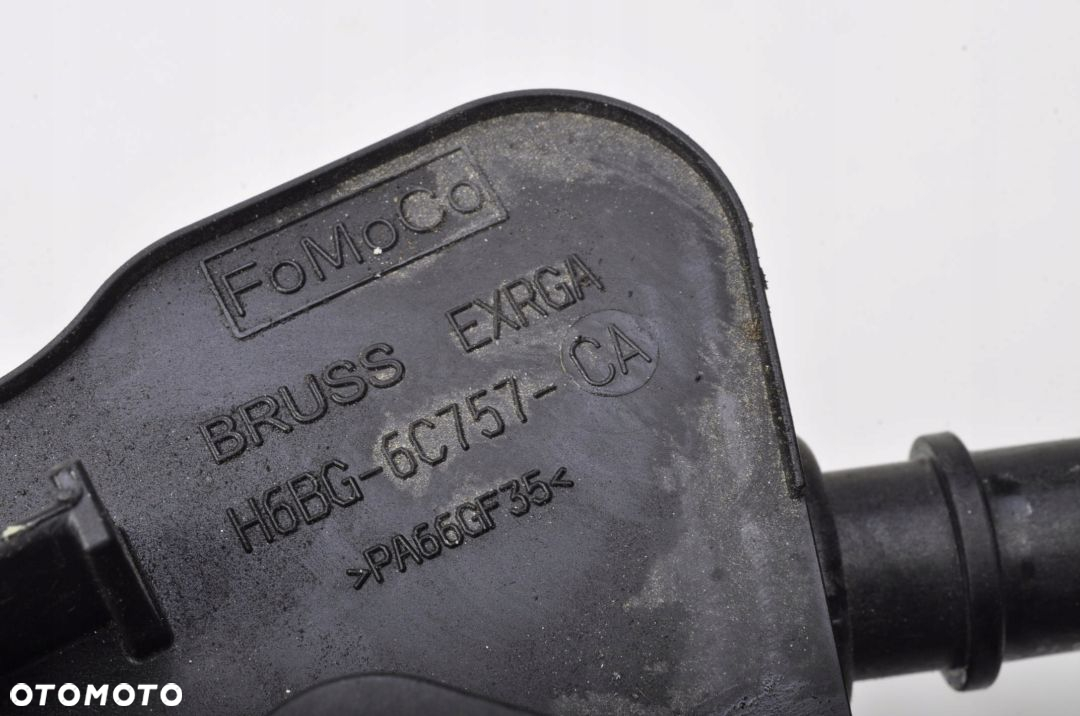 FoMoCo
BRUSS EXRGA
H6BG-6C757-CA
>PA66GF35<
OTOMOTO